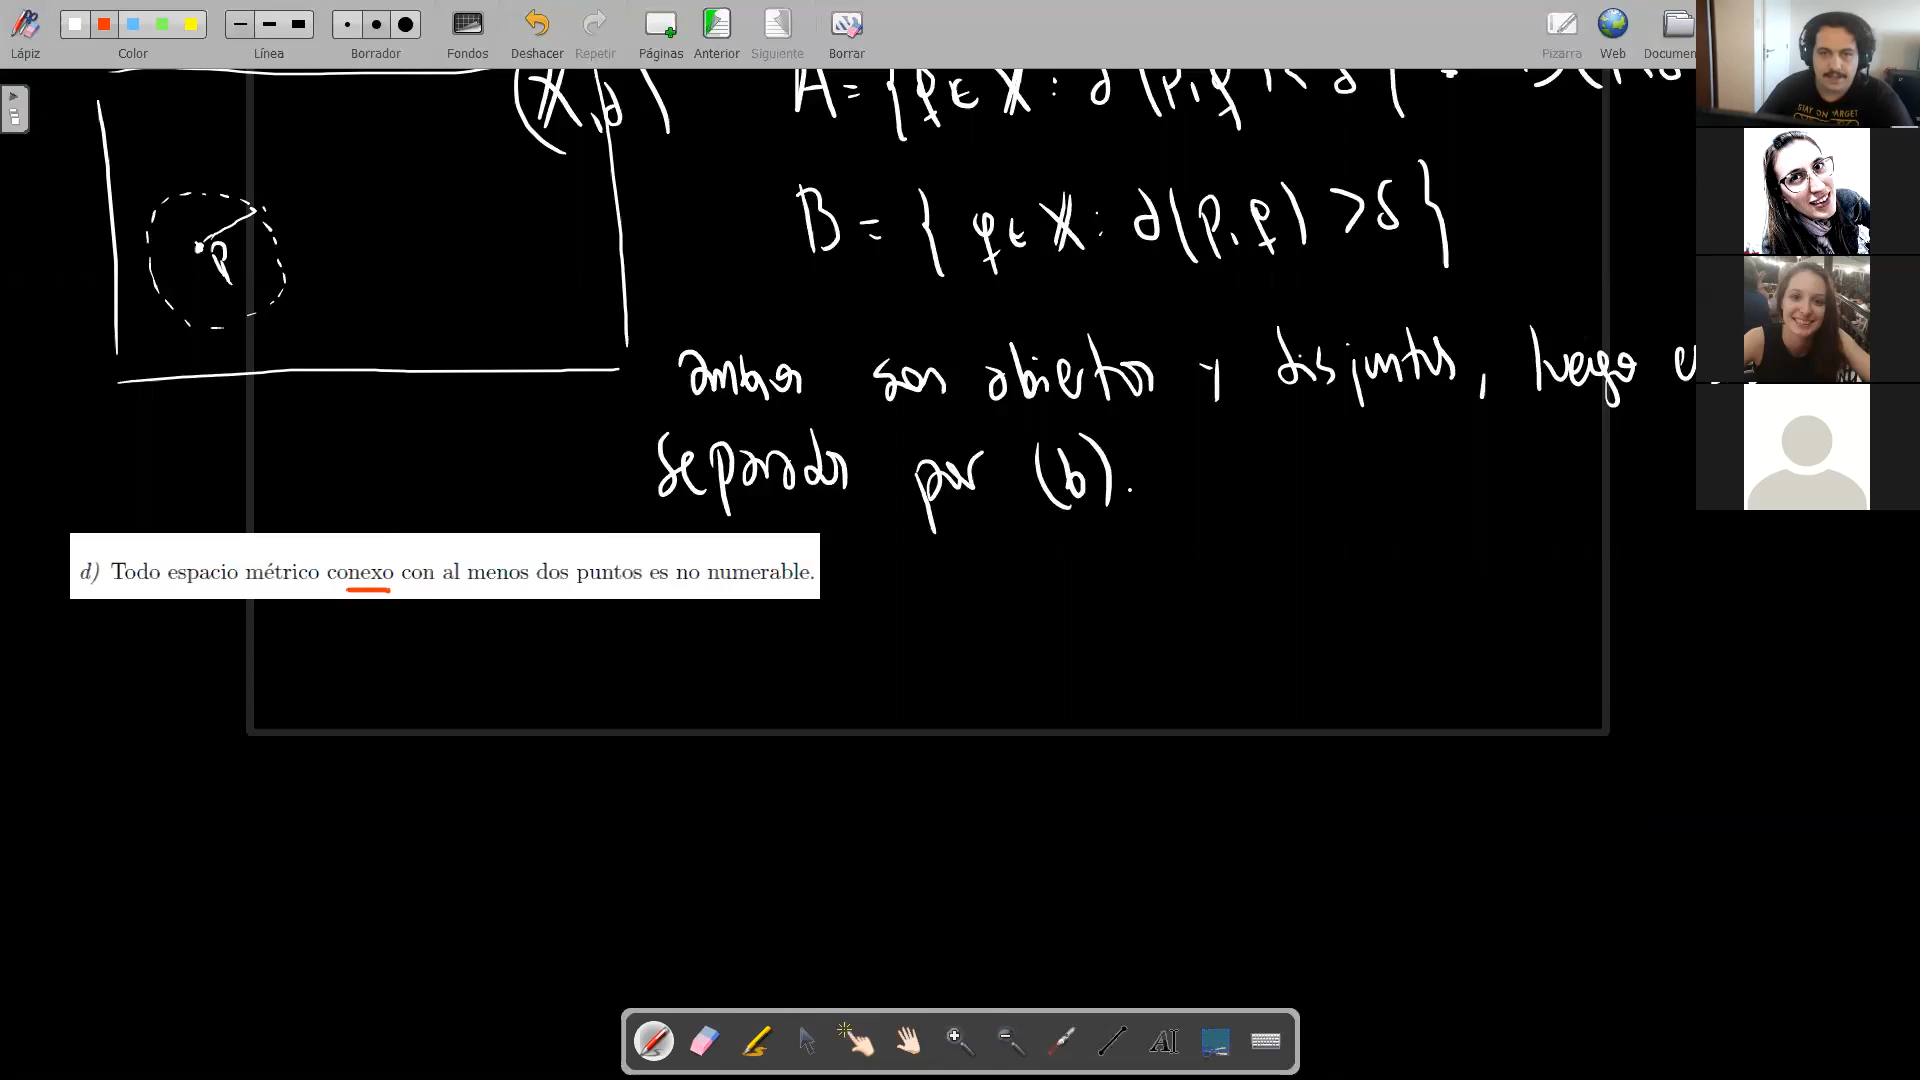 Lápiz Color Línea Borrador Fondos Deshacer Repetir Páginas Anterior Siguiente Borrar Pizarra Web Documen
(X,d)
A = {q ∈ X : d(p,q) < δ} =
B = { q ∈ X : d(p,q) > δ }
p
ambos son abiertos y disjuntos, luego
separados por (b).
d) Todo espacio métrico conexo con al menos dos puntos es no numerable.
STAY ON TARGET